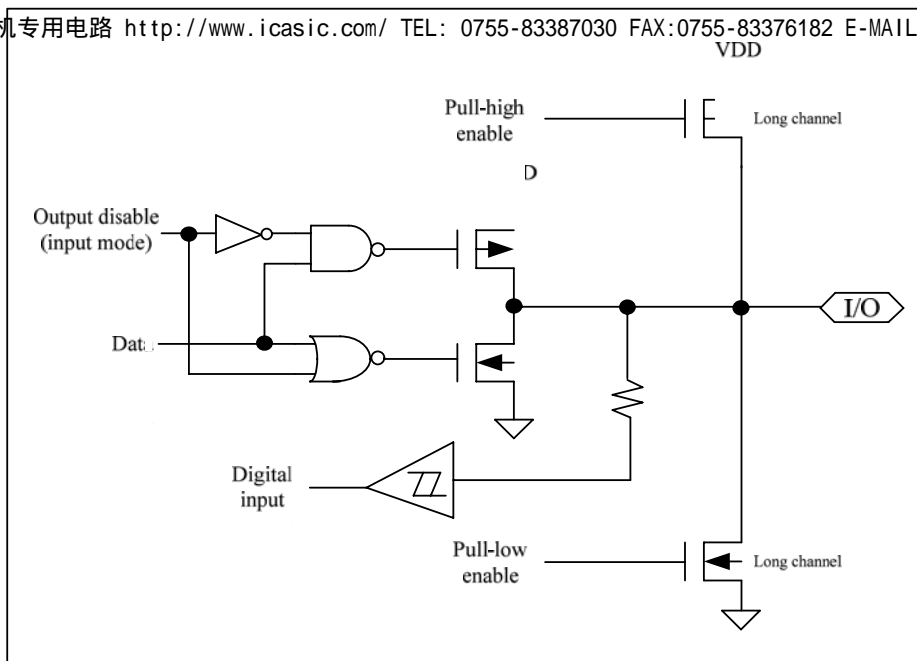 机专用电路 http://www.icasic.com/ TEL: 0755-83387030 FAX:0755-83376182 E-MAIL
VDD
Pull-high
enable
Long channel
D
Output disable
(input mode)
I/O
Data
Digital
input
Pull-low
enable
Long channel